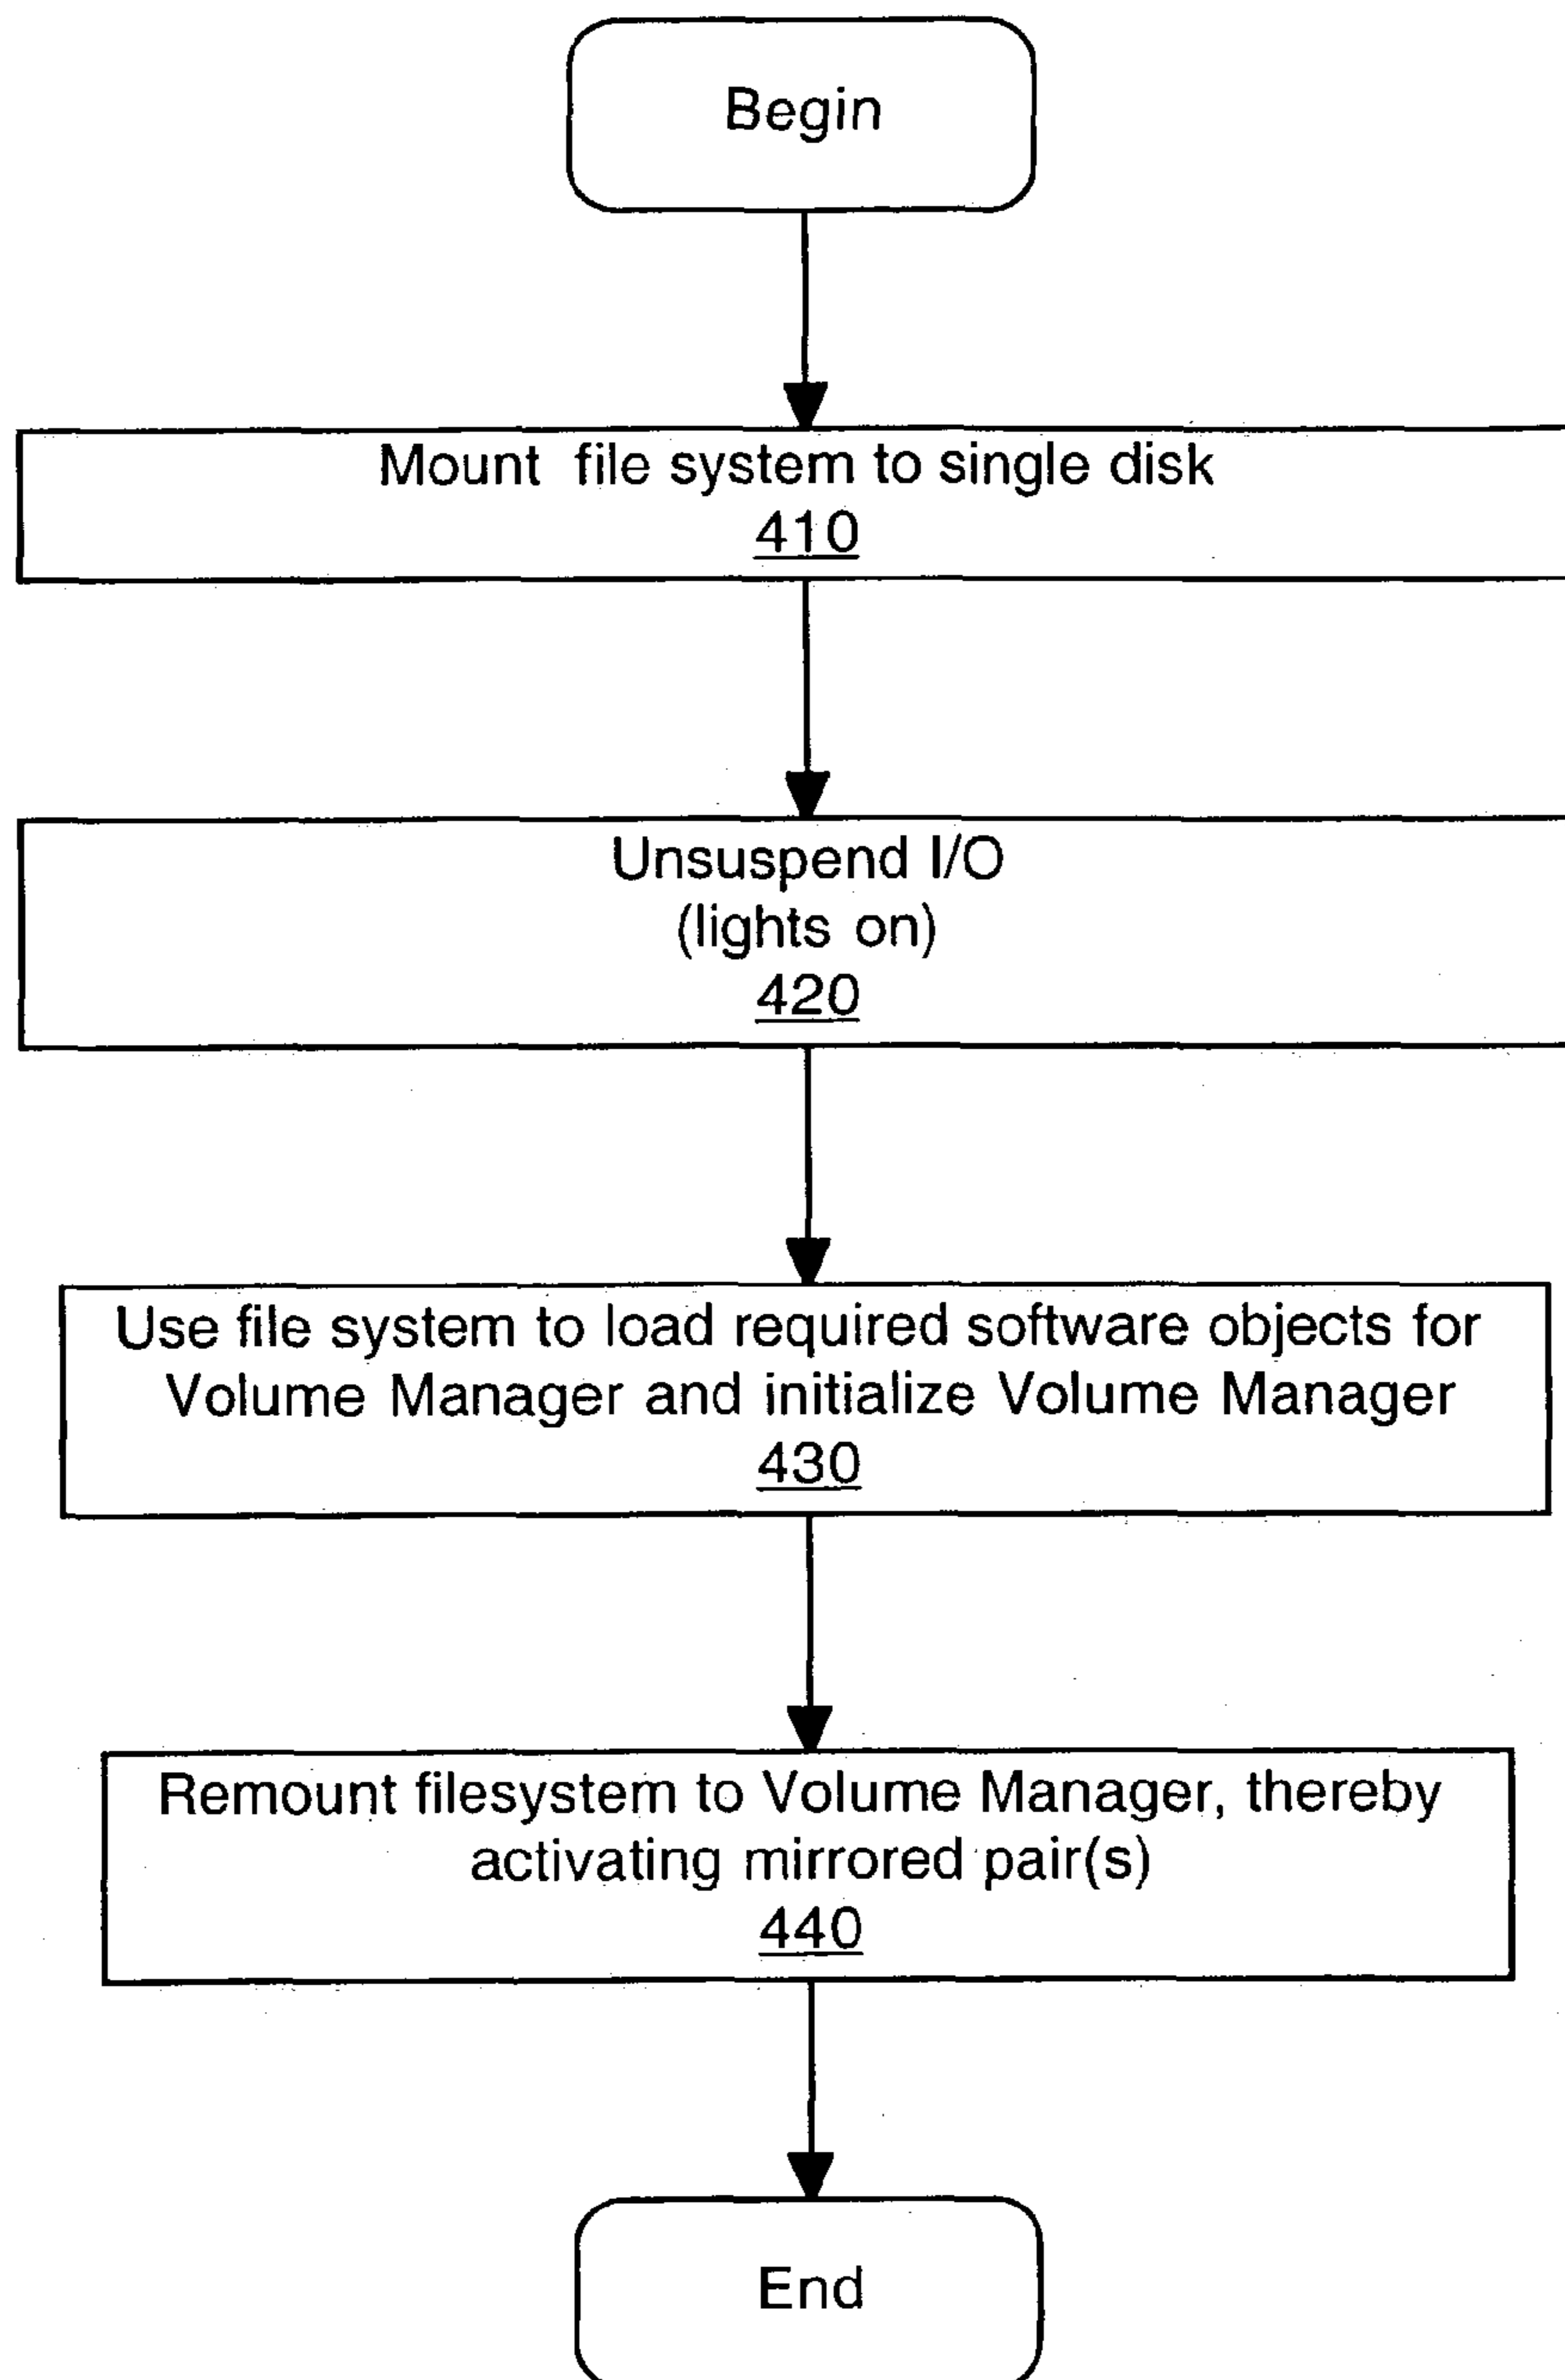 Begin
Mount file system to single disk
410
Unsuspend I/O
(lights on)
420
Use file system to load required software objects for
Volume Manager and initialize Volume Manager
430
Remount filesystem to Volume Manager, thereby
activating mirrored pair(s)
440
End